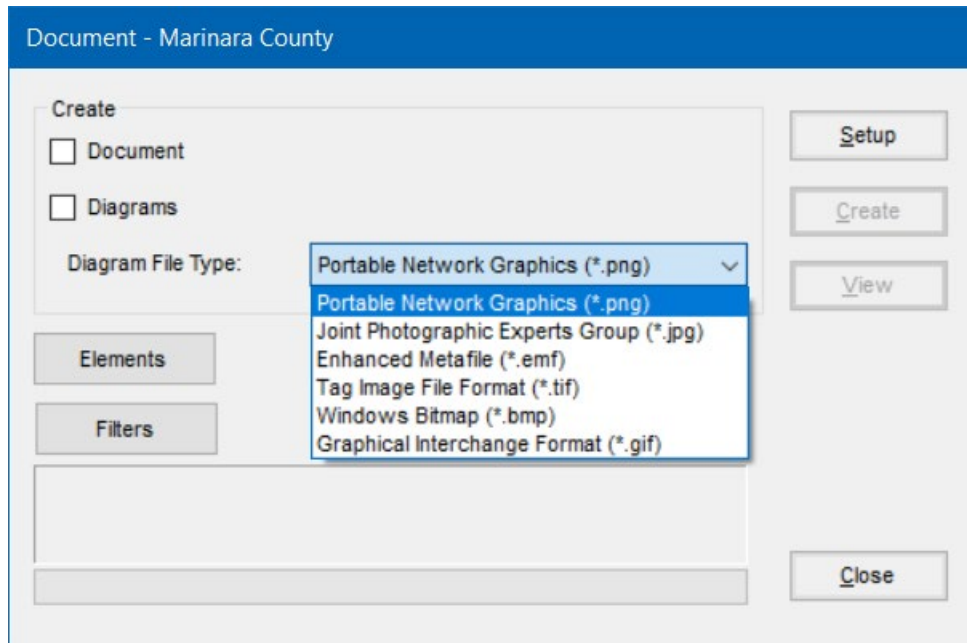 Document - Marinara County
Create
Document
Diagrams
Diagram File Type:
Portable Network Graphics (*.png)
Portable Network Graphics (*.png)
Joint Photographic Experts Group (*.jpg)
Enhanced Metafile (*.emf)
Tag Image File Format (*.tif)
Windows Bitmap (*.bmp)
Graphical Interchange Format (*.gif)
Elements
Filters
Setup
Create
View
Close